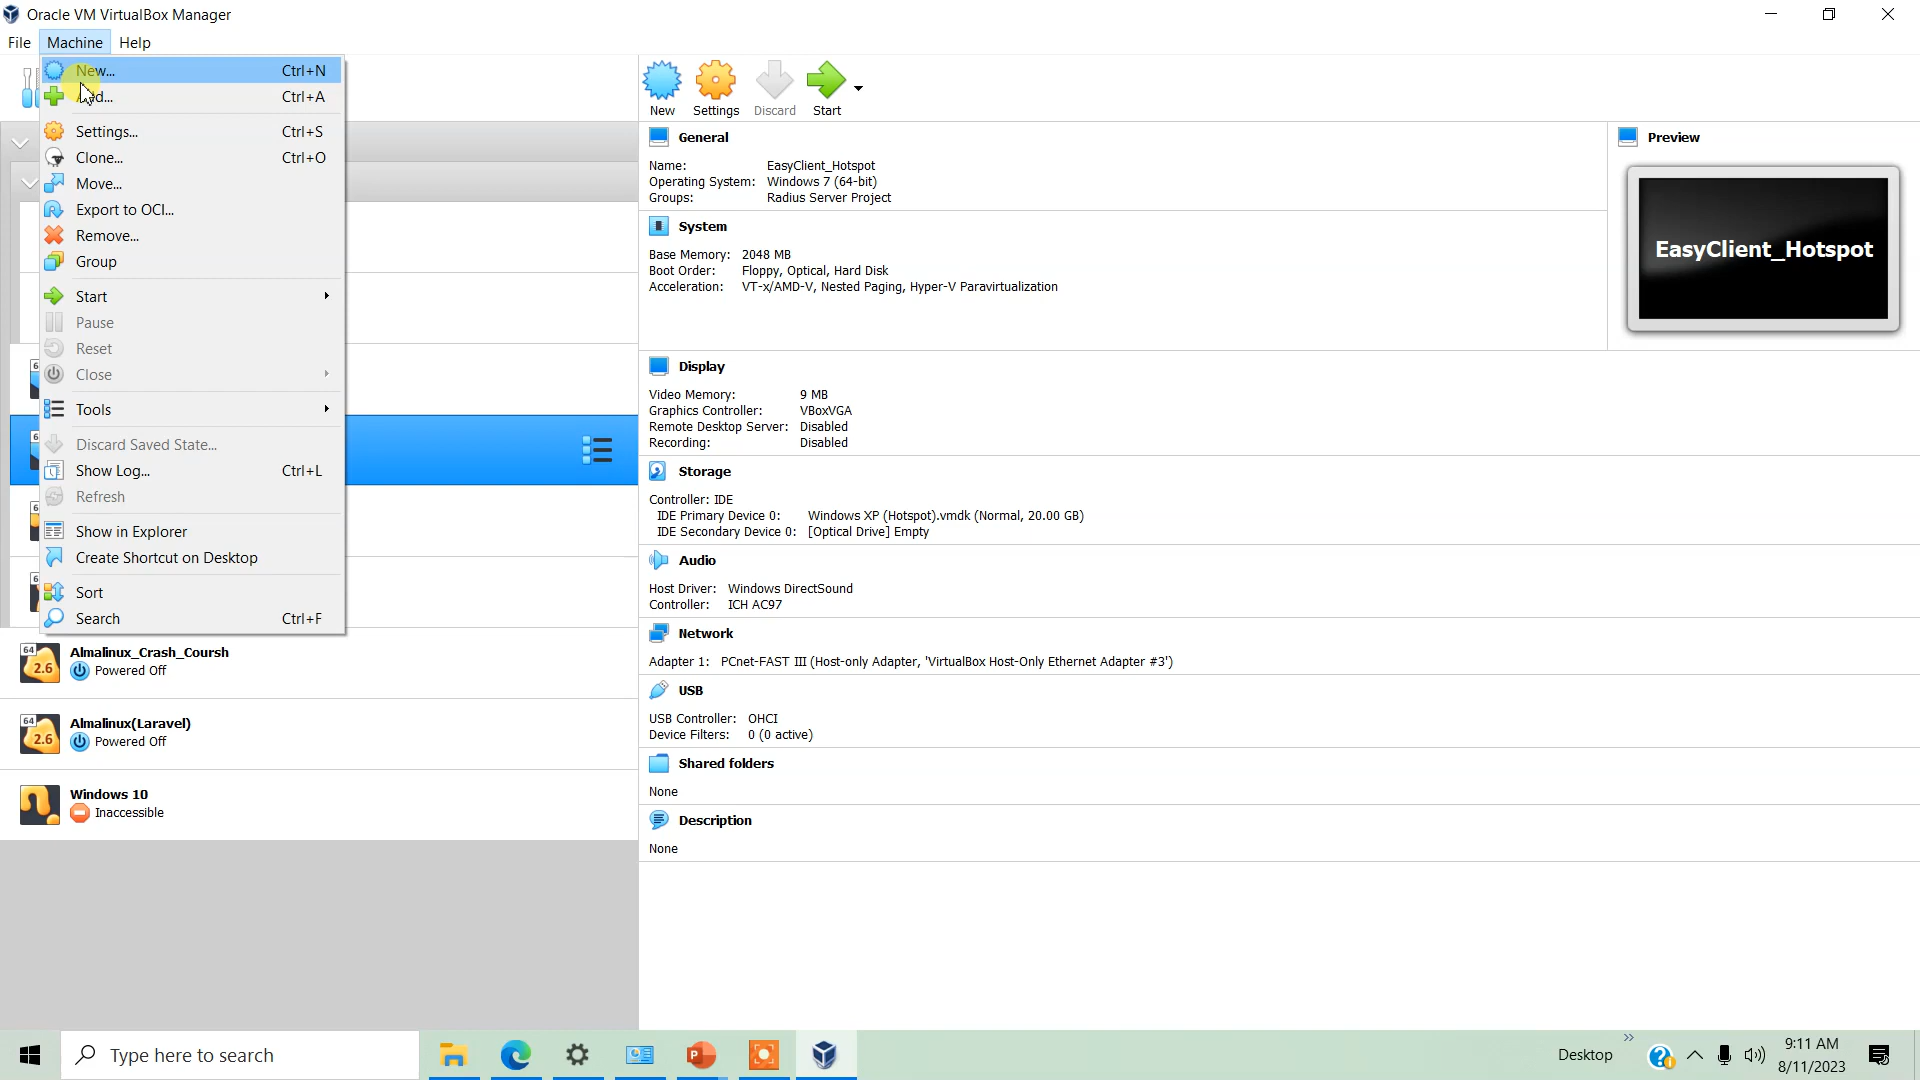 Oracle VM VirtualBox Manager
File Machine Help
New... Ctrl+N
Ctrl+A
Settings... Ctrl+S
Clone... Ctrl+O
Move...
Export to OCI...
Remove...
Group
Start
Pause
Reset
Close
Tools
Discard Saved State...
Show Log... Ctrl+L
Refresh
Show in Explorer
Create Shortcut on Desktop
Sort
Search Ctrl+F
64
2.6
Almalinux_Crash_Coursh
Powered Off
64
2.6
Almalinux(Laravel)
Powered Off
Windows 10
Inaccessible
New Settings Discard Start
General
Name: EasyClient_Hotspot
Operating System: Windows 7 (64-bit)
Groups: Radius Server Project
System
Base Memory: 2048 MB
Boot Order: Floppy, Optical, Hard Disk
Acceleration: VT-x/AMD-V, Nested Paging, Hyper-V Paravirtualization
Preview
EasyClient_Hotspot
Display
Video Memory: 9 MB
Graphics Controller: VBoxVGA
Remote Desktop Server: Disabled
Recording: Disabled
Storage
Controller: IDE
IDE Primary Device 0: Windows XP (Hotspot).vmdk (Normal, 20.00 GB)
IDE Secondary Device 0: [Optical Drive] Empty
Audio
Host Driver: Windows DirectSound
Controller: ICH AC97
Network
Adapter 1: PCnet-FAST III (Host-only Adapter, 'VirtualBox Host-Only Ethernet Adapter #3')
USB
USB Controller: OHCI
Device Filters: 0 (0 active)
Shared folders
None
Description
None
Type here to search
Desktop
9:11 AM
8/11/2023